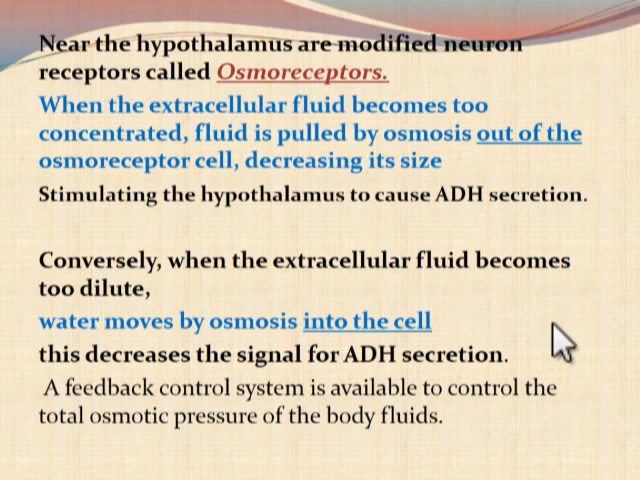 Near the hypothalamus are modified neuron
receptors called Osmoreceptors.
When the extracellular fluid becomes too
concentrated, fluid is pulled by osmosis out of the
osmoreceptor cell, decreasing its size
Stimulating the hypothalamus to cause ADH secretion.
Conversely, when the extracellular fluid becomes
too dilute,
water moves by osmosis into the cell
this decreases the signal for ADH secretion.
A feedback control system is available to control the
total osmotic pressure of the body fluids.